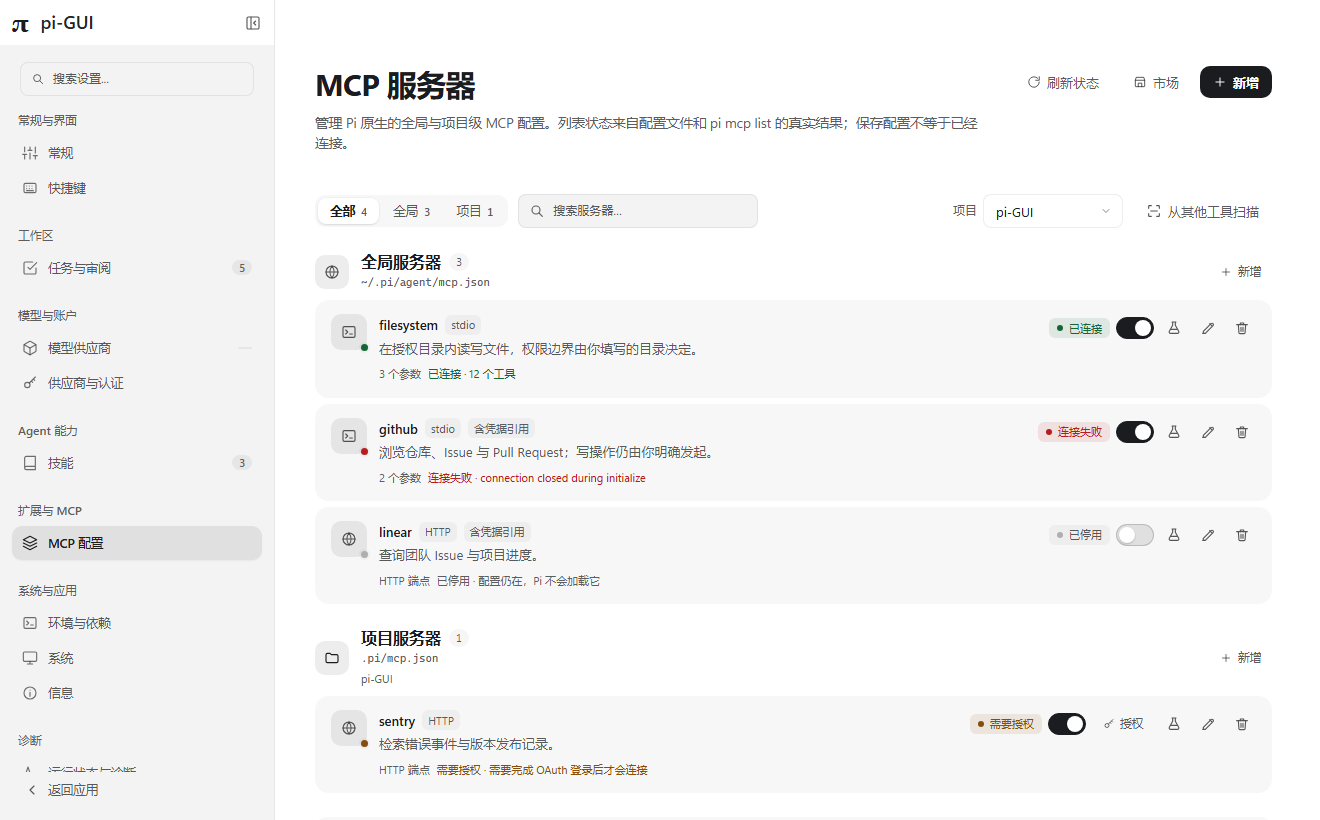 π pi-GUI
搜索设置...
常规与界面
常规
快捷键
工作区
任务与审阅 5
模型与账户
模型供应商
供应商与认证
Agent 能力
技能 3
扩展与 MCP
MCP 配置
系统与应用
环境与依赖
系统
信息
诊断
返回应用
MCP 服务器
刷新状态 市场 + 新增
管理 Pi 原生的全局与项目级 MCP 配置。列表状态来自配置文件和 pi mcp list 的真实结果；保存配置不等于已经
连接。
全部 4 全局 3 项目 1 搜索服务器... 项目 pi-GUI 从其他工具扫描
全局服务器 3
~/.pi/agent/mcp.json
+ 新增
filesystem stdio 已连接
在授权目录内读写文件，权限边界由你填写的目录决定。
3 个参数 已连接 · 12 个工具
github stdio 含凭据引用 连接失败
浏览仓库、Issue 与 Pull Request；写操作仍由你明确发起。
2 个参数 连接失败 · connection closed during initialize
linear HTTP 含凭据引用 已停用
查询团队 Issue 与项目进度。
HTTP 端点 已停用 · 配置仍在，Pi 不会加载它
项目服务器 1
.pi/mcp.json
+ 新增
pi-GUI
sentry HTTP 需要授权 授权
检索错误事件与版本发布记录。
HTTP 端点 需要授权 · 需要完成 OAuth 登录后才会连接